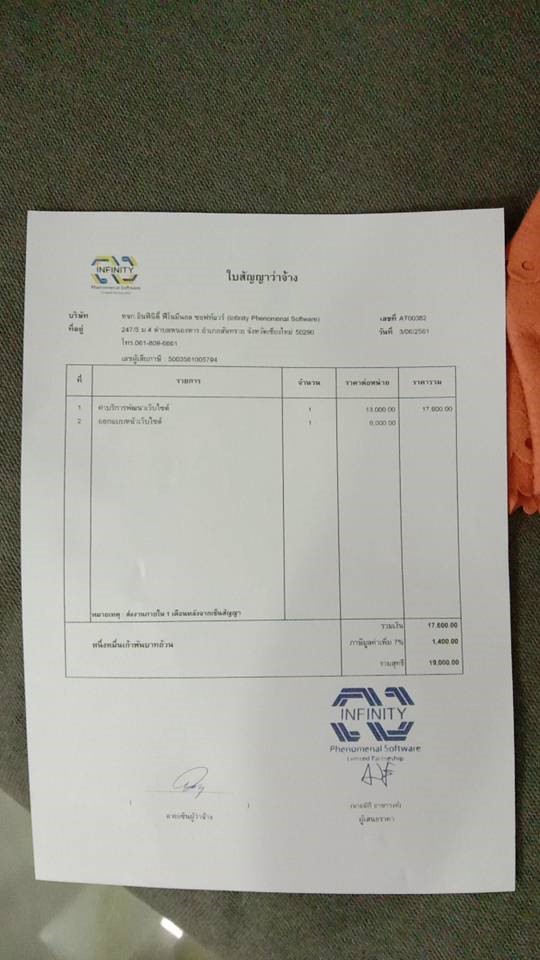 INFINITY
Phenomenal Software
ใบสัญญาว่าจ้าง
บริษัท หจก.อินฟินิตี้ ฟีโนมีนอล ซอฟท์แวร์ (Infinity Phenomenal Software) เลขที่ AT00382
ที่อยู่ 247/5 ม.4 ตำบลหนองหาร อำเภอสันทราย จังหวัดเชียงใหม่ 50290 วันที่ 3/06/2561
โทร.061-809-6661
เลขผู้เสียภาษี : 5003561005794
ที่ รายการ จำนวน ราคาต่อหน่วย ราคารวม
1 ค่าบริการพัฒนาเว็บไซต์ 1 13,000.00 17,600.00
2 ออกแบบหน้าเว็บไซต์ 1 6,000.00
หมายเหตุ : ส่งงานภายใน 1 เดือนหลังจากเซ็นสัญญา
รวมเงิน 17,600.00
หนึ่งหมื่นเก้าพันบาทถ้วน ภาษีมูลค่าเพิ่ม 7% 1,400.00
รวมสุทธิ 19,000.00
INFINITY
Phenomenal Software
Limited Partnership
ลายเซ็นผู้ว่าจ้าง
ผู้เสนอราคา